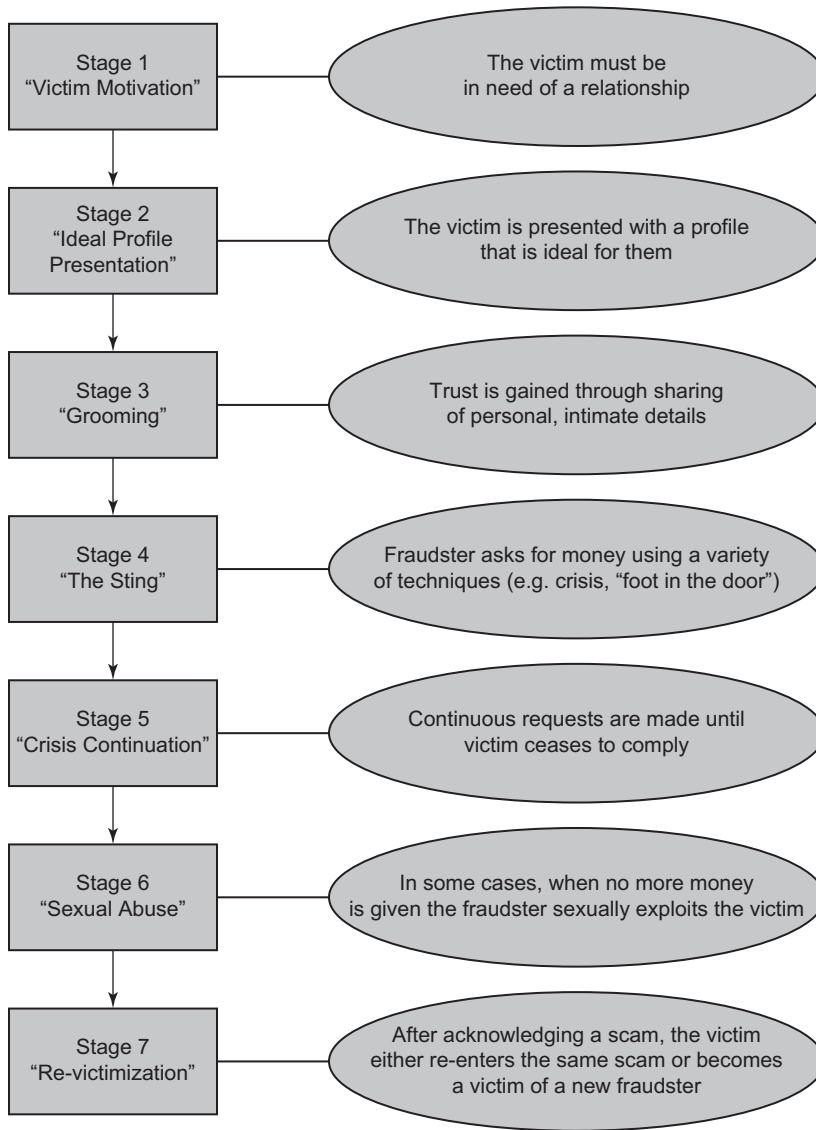 Stage 1
“Victim Motivation”
The victim must be
in need of a relationship
Stage 2
“Ideal Profile
Presentation”
The victim is presented with a profile
that is ideal for them
Stage 3
“Grooming”
Trust is gained through sharing
of personal, intimate details
Stage 4
“The Sting”
Fraudster asks for money using a variety
of techniques (e.g. crisis, “foot in the door”)
Stage 5
“Crisis Continuation”
Continuous requests are made until
victim ceases to comply
Stage 6
“Sexual Abuse”
In some cases, when no more money
is given the fraudster sexually exploits the victim
Stage 7
“Re-victimization”
After acknowledging a scam, the victim
either re-enters the same scam or becomes
a victim of a new fraudster